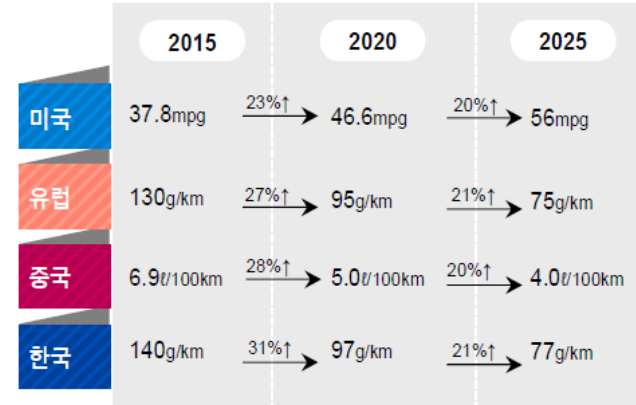 2015 2020 2025
미국 37.8mpg 23%↑ 46.6mpg 20%↑ 56mpg
유럽 130g/km 27%↑ 95g/km 21%↑ 75g/km
중국 6.9ℓ/100km 28%↑ 5.0ℓ/100km 20%↑ 4.0ℓ/100km
한국 140g/km 31%↑ 97g/km 21%↑ 77g/km